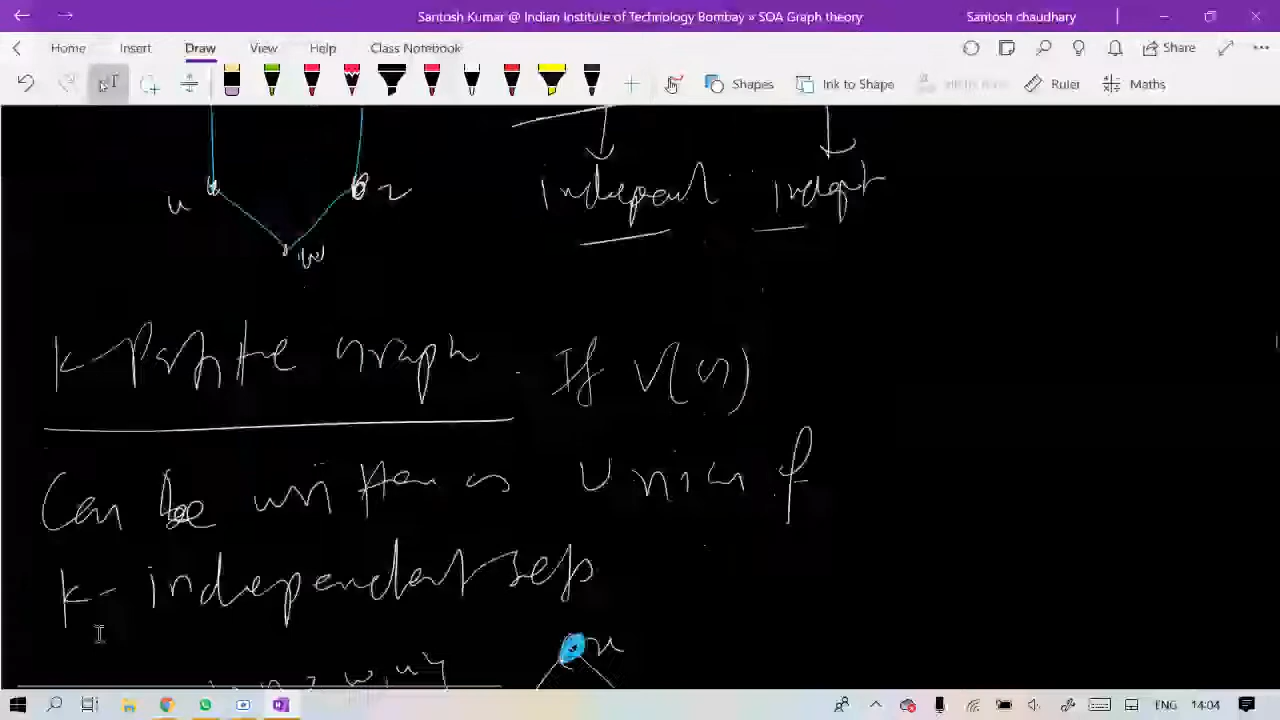 Santosh Kumar @ Indian Institute of Technology Bombay » SOA Graph theory
Santosh chaudhary
Home Insert Draw View Help Class Notebook
Share
Shapes Ink to Shape Ruler Maths
u
w
independ
K-Partite Graph. If V(G)
Can be written as Union of
K-independent sets
u
ENG 14:04